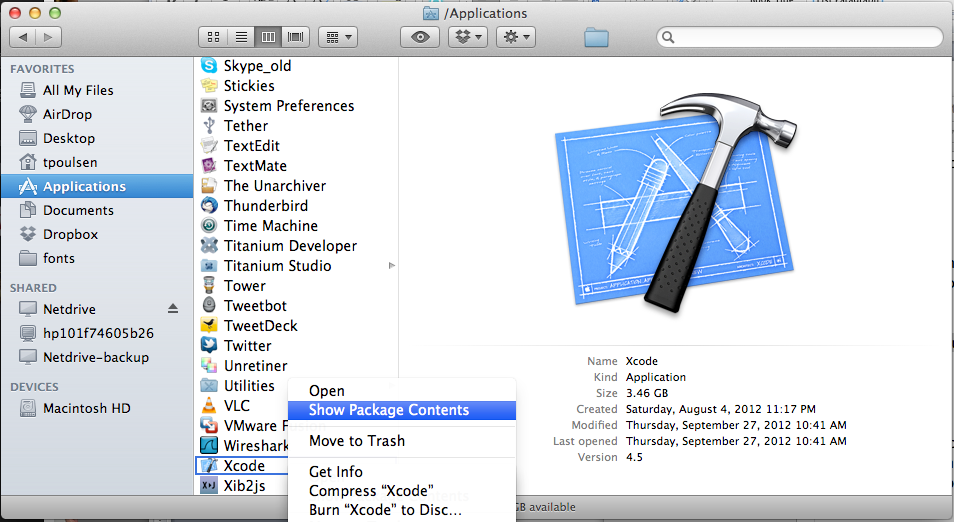 /Applications
FAVORITES
All My Files
AirDrop
Desktop
tpoulsen
Applications
Documents
Dropbox
fonts
SHARED
Netdrive
hp101f74605b26
Netdrive-backup
DEVICES
Macintosh HD
Skype_old
Stickies
System Preferences
Tether
TextEdit
TextMate
The Unarchiver
Thunderbird
Time Machine
Titanium Developer
Titanium Studio
Tower
Tweetbot
TweetDeck
Twitter
Unretiner
Utilities
VLC
VMware F
Wireshark
Xcode
Xib2js
Open
Show Package Contents
Move to Trash
Get Info
Compress “Xcode”
Burn “Xcode” to Disc...
XCODE
Name Xcode
Kind Application
Size 3.46 GB
Created Saturday, August 4, 2012 11:17 PM
Modified Thursday, September 27, 2012 10:41 AM
Last opened Thursday, September 27, 2012 10:41 AM
Version 4.5
GB available